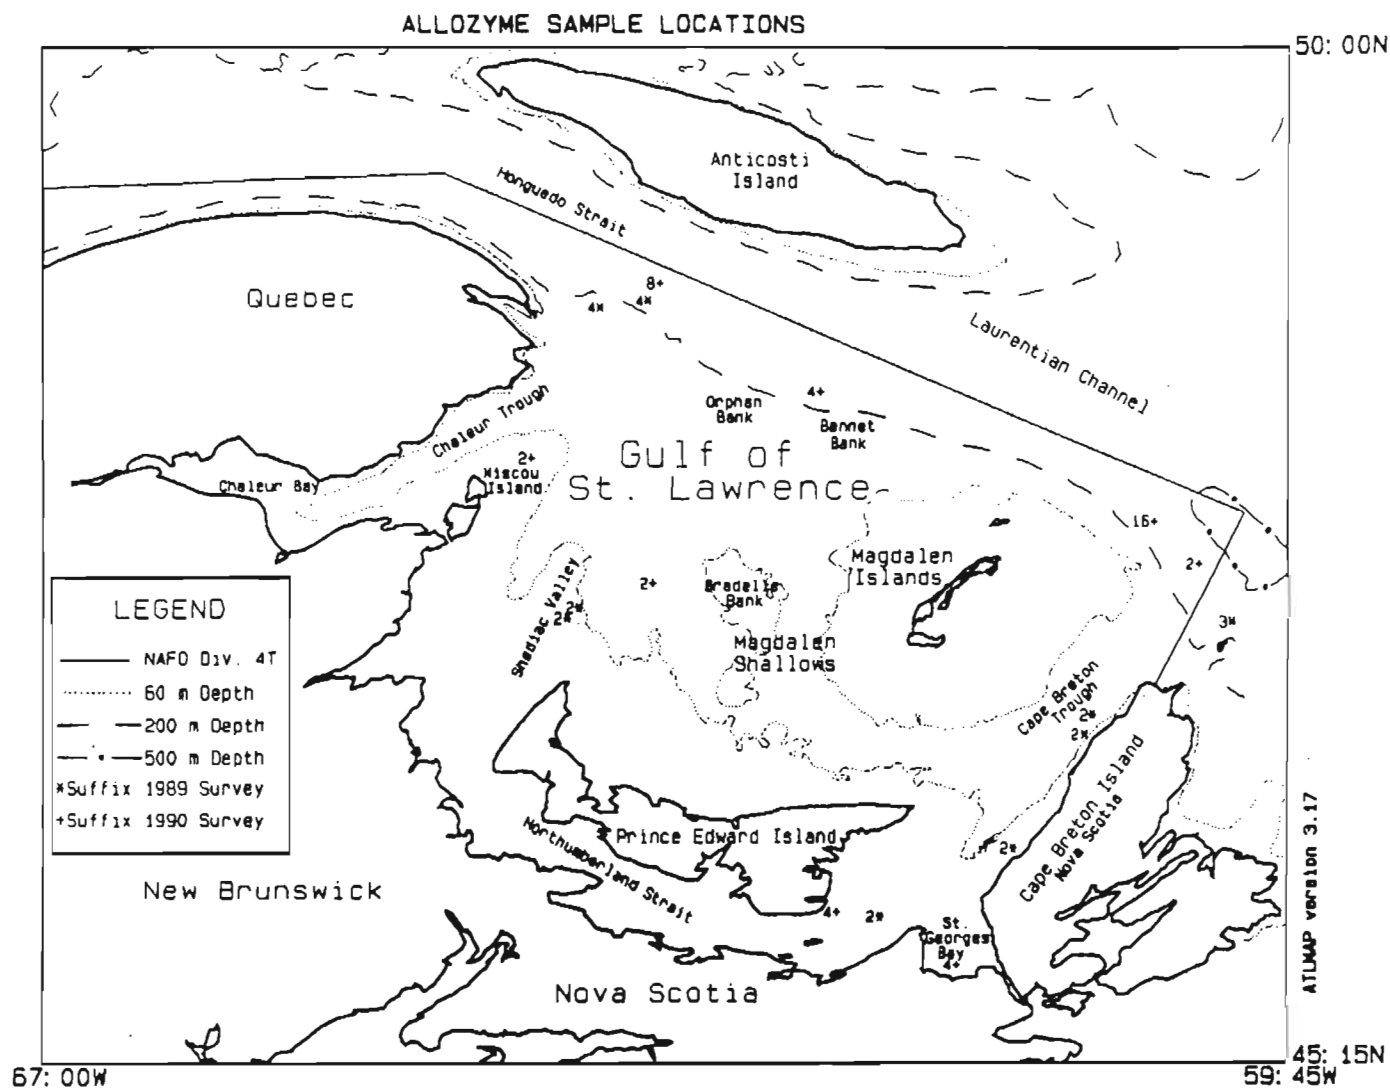 ALLOZYME SAMPLE LOCATIONS
50:00N
Anticosti
Island
Honguedo Strait
Quebec
8+
4*
4*
Laurentian Channel
4+
Orphan
Bank
Bennet
Bank
Chaleur Trough
Gulf of
St. Lawrence
2+
Miscou
Island
Chaleur Bay
16+
2+
Magdalen
Islands
2+
Bradelle
Bank
Shediac Valley
2*
2*
3*
Magdalen
Shallows
Cape Breton
Trough
2*
2*
LEGEND
NAFO Div. 4T
60 m Depth
200 m Depth
500 m Depth
*Suffix 1989 Survey
+Suffix 1990 Survey
Prince Edward Island
Northumberland Strait
2*
Cape Breton Island
Nova Scotia
New Brunswick
4+
2*
St.
Georges
Bay
4+
Nova Scotia
ATLMAP version 3.17
45:15N
67:00W
59:45W